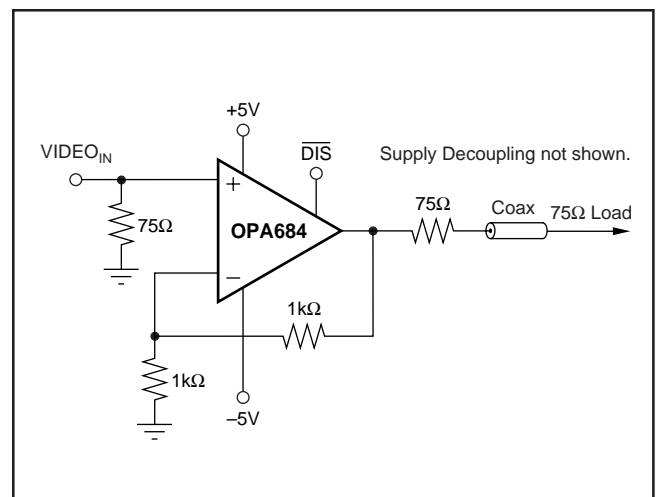 +5V
VIDEO_IN
DIS
Supply Decoupling not shown.
+
75Ω
OPA684
75Ω
Coax
75Ω Load
−
1kΩ
1kΩ
−5V